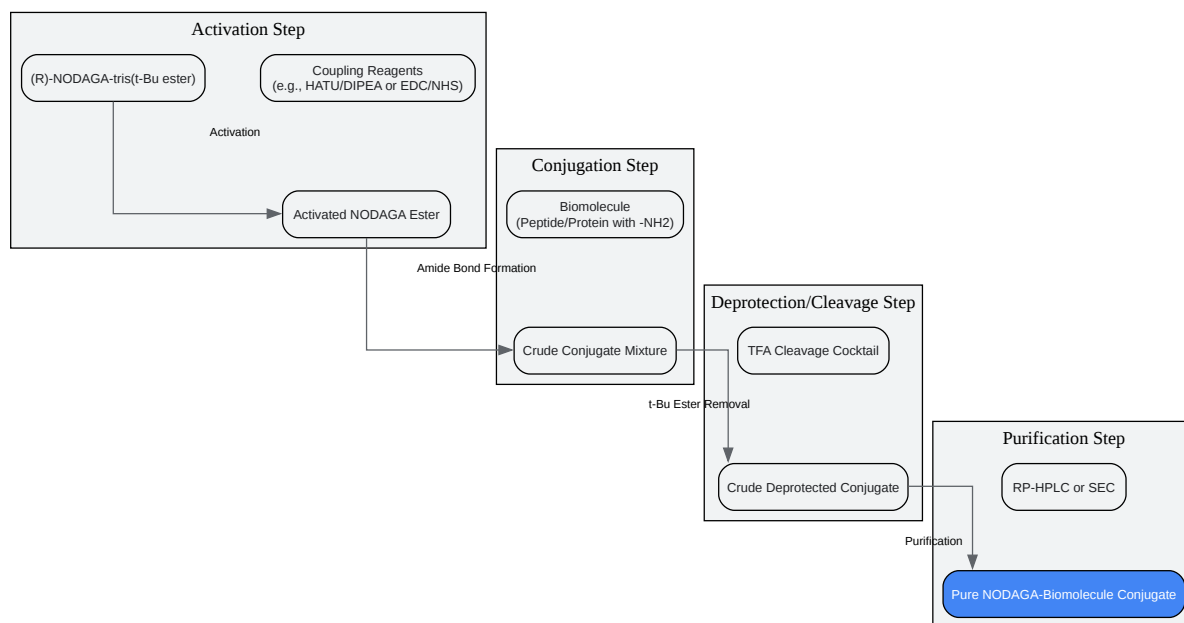 Activation Step
(R)-NODAGA-tris(t-Bu ester)
Coupling Reagents
(e.g., HATU/DIPEA or EDC/NHS)
Activation
Activated NODAGA Ester
Conjugation Step
Biomolecule
(Peptide/Protein with -NH2)
Amide Bond Formation
Crude Conjugate Mixture
Deprotection/Cleavage Step
TFA Cleavage Cocktail
t-Bu Ester Removal
Crude Deprotected Conjugate
Purification Step
RP-HPLC or SEC
Purification
Pure NODAGA-Biomolecule Conjugate